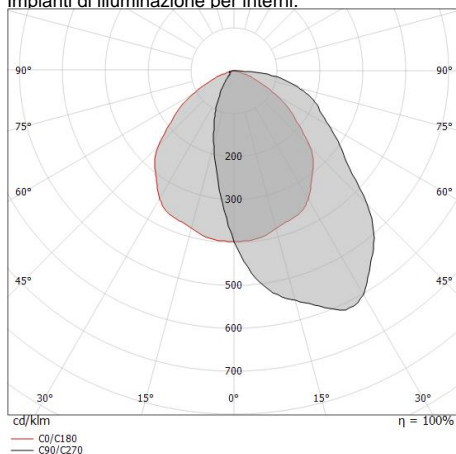 impianti di illuminazione per interni.
90° 90°
75° 75°
60° 60°
45° 45°
200
300
500
600
700
30° 15° 0° 15° 30°
cd/klm η = 100%
C0/C180
C90/C270